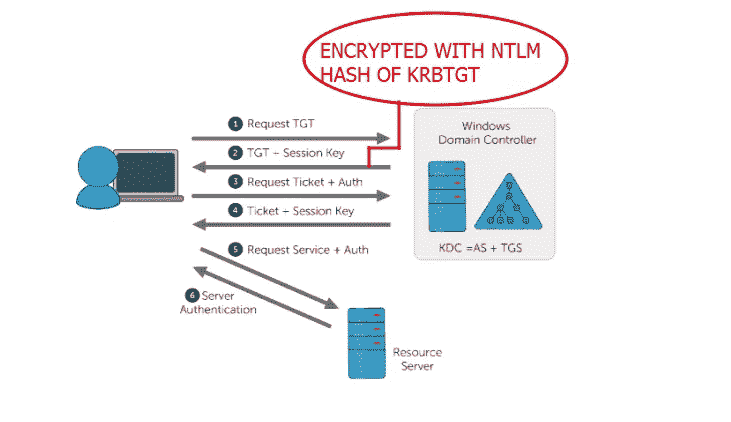 ENCRYPTED WITH NTLM
HASH OF KRBTGT
1 Request TGT
Windows
Domain Controller
2 TGT + Session Key
3 Request Ticket + Auth
4 Ticket + Session Key
KDC =AS + TGS
5 Request Service + Auth
6 Server
Authentication
Resource
Server